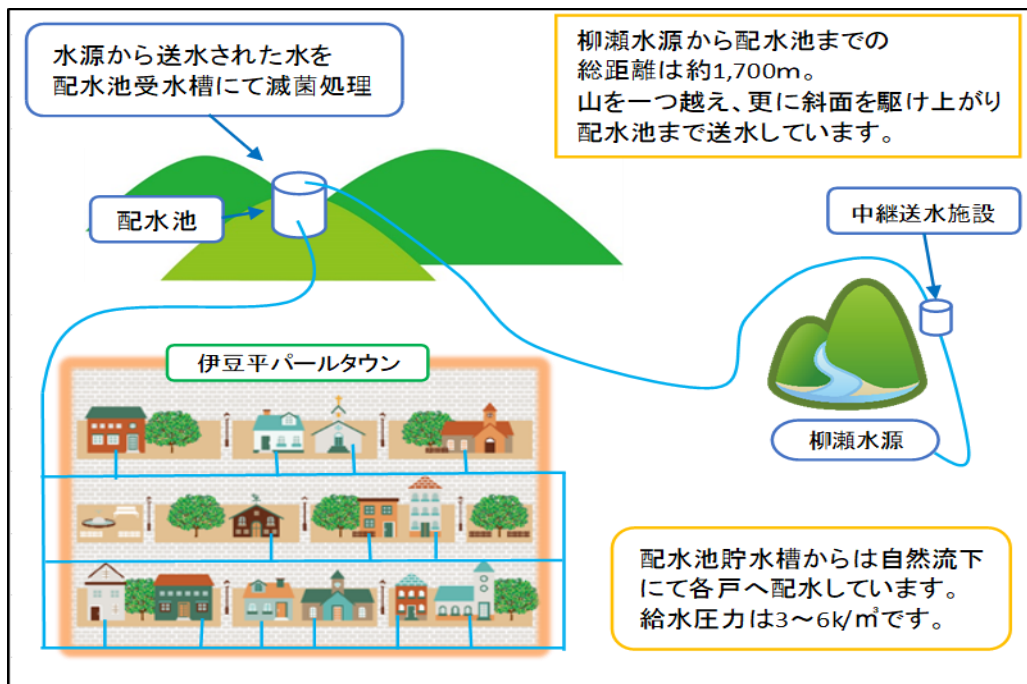 水源から送水された水を
配水池受水槽にて滅菌処理
柳瀬水源から配水池までの
総距離は約1,700m。
山を一つ越え、更に斜面を駆け上がり
配水池まで送水しています。
配水池
中継送水施設
伊豆平パールタウン
柳瀬水源
配水池貯水槽からは自然流下
にて各戸へ配水しています。
給水圧力は3～6k/㎥です。